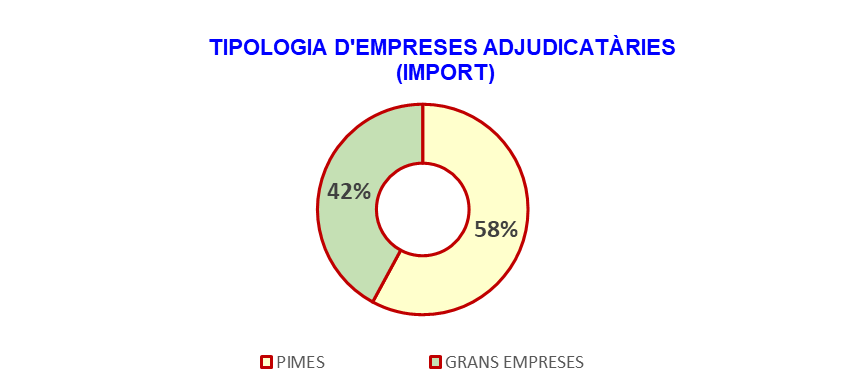 TIPOLOGIA D'EMPRESES ADJUDICATÀRIES
(IMPORT)
42%
58%
PIMES
GRANS EMPRESES